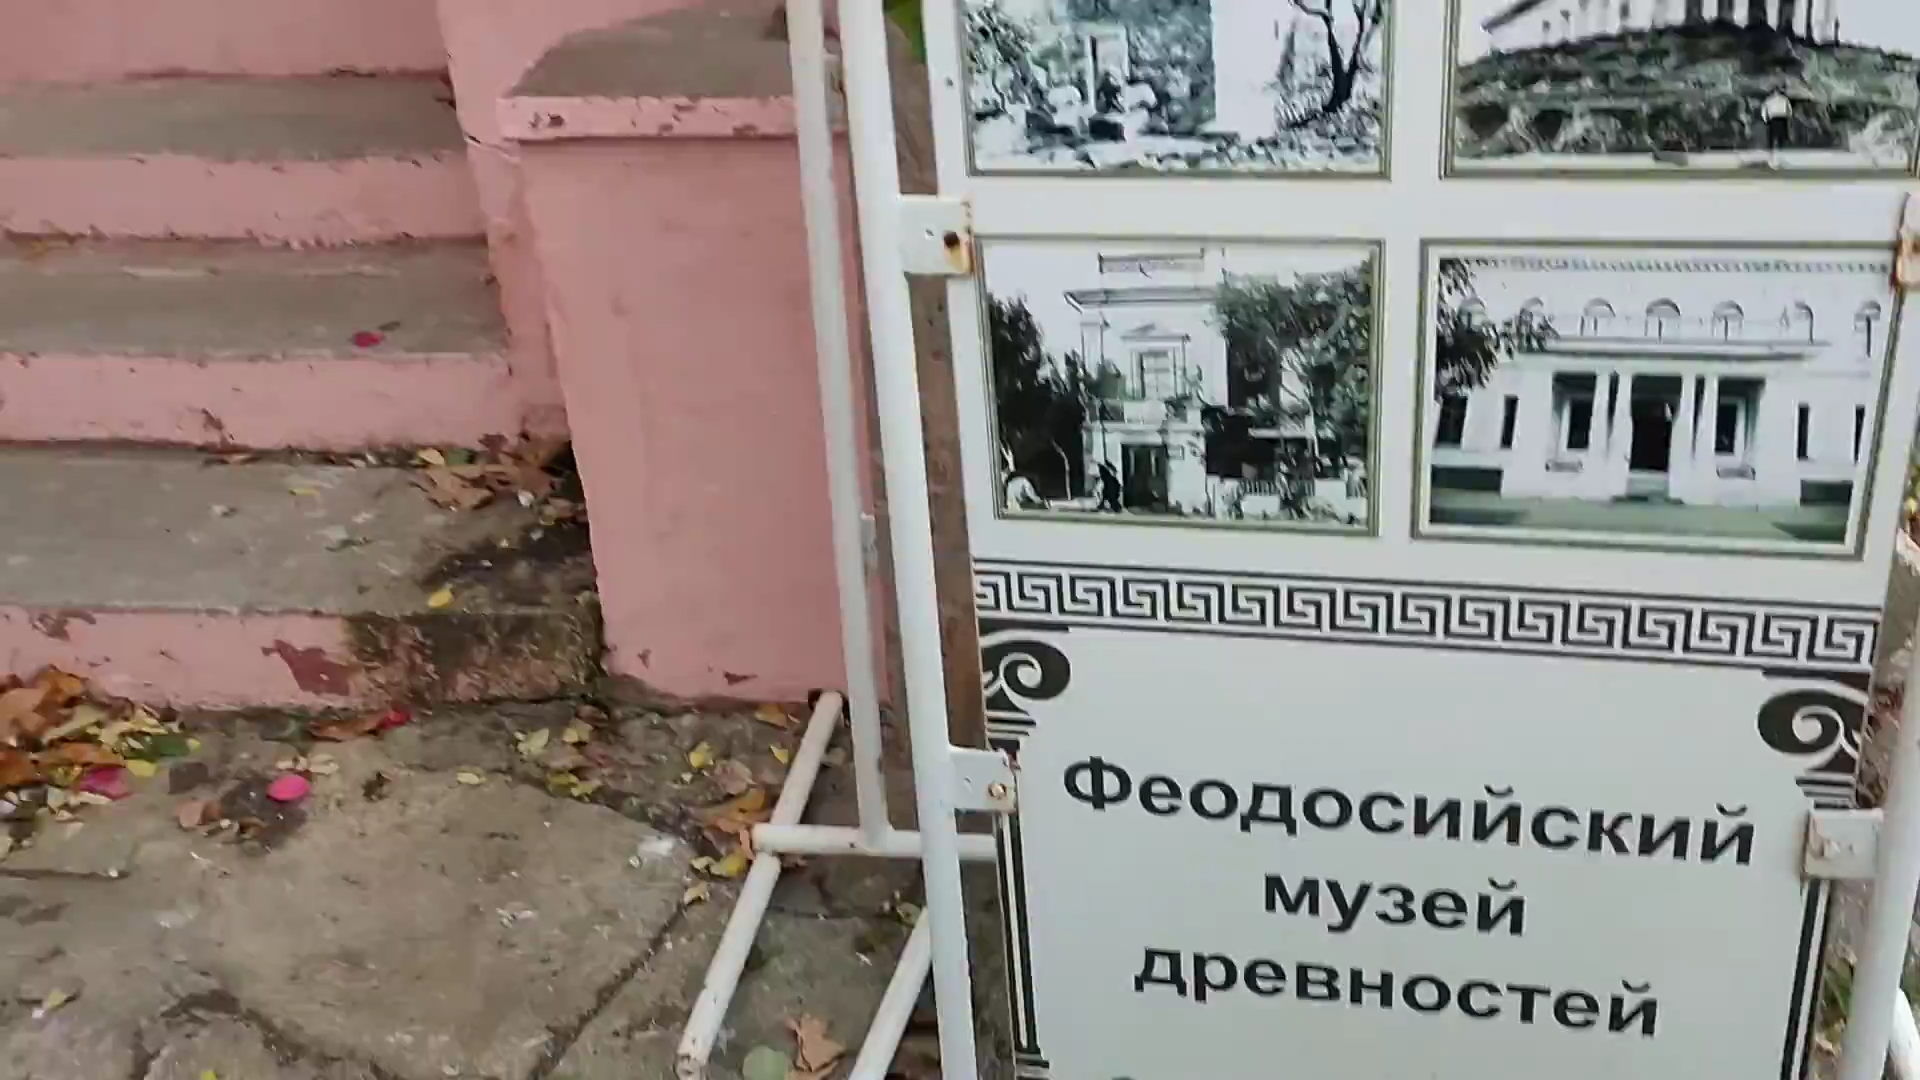 Феодосийский
музей
древностей